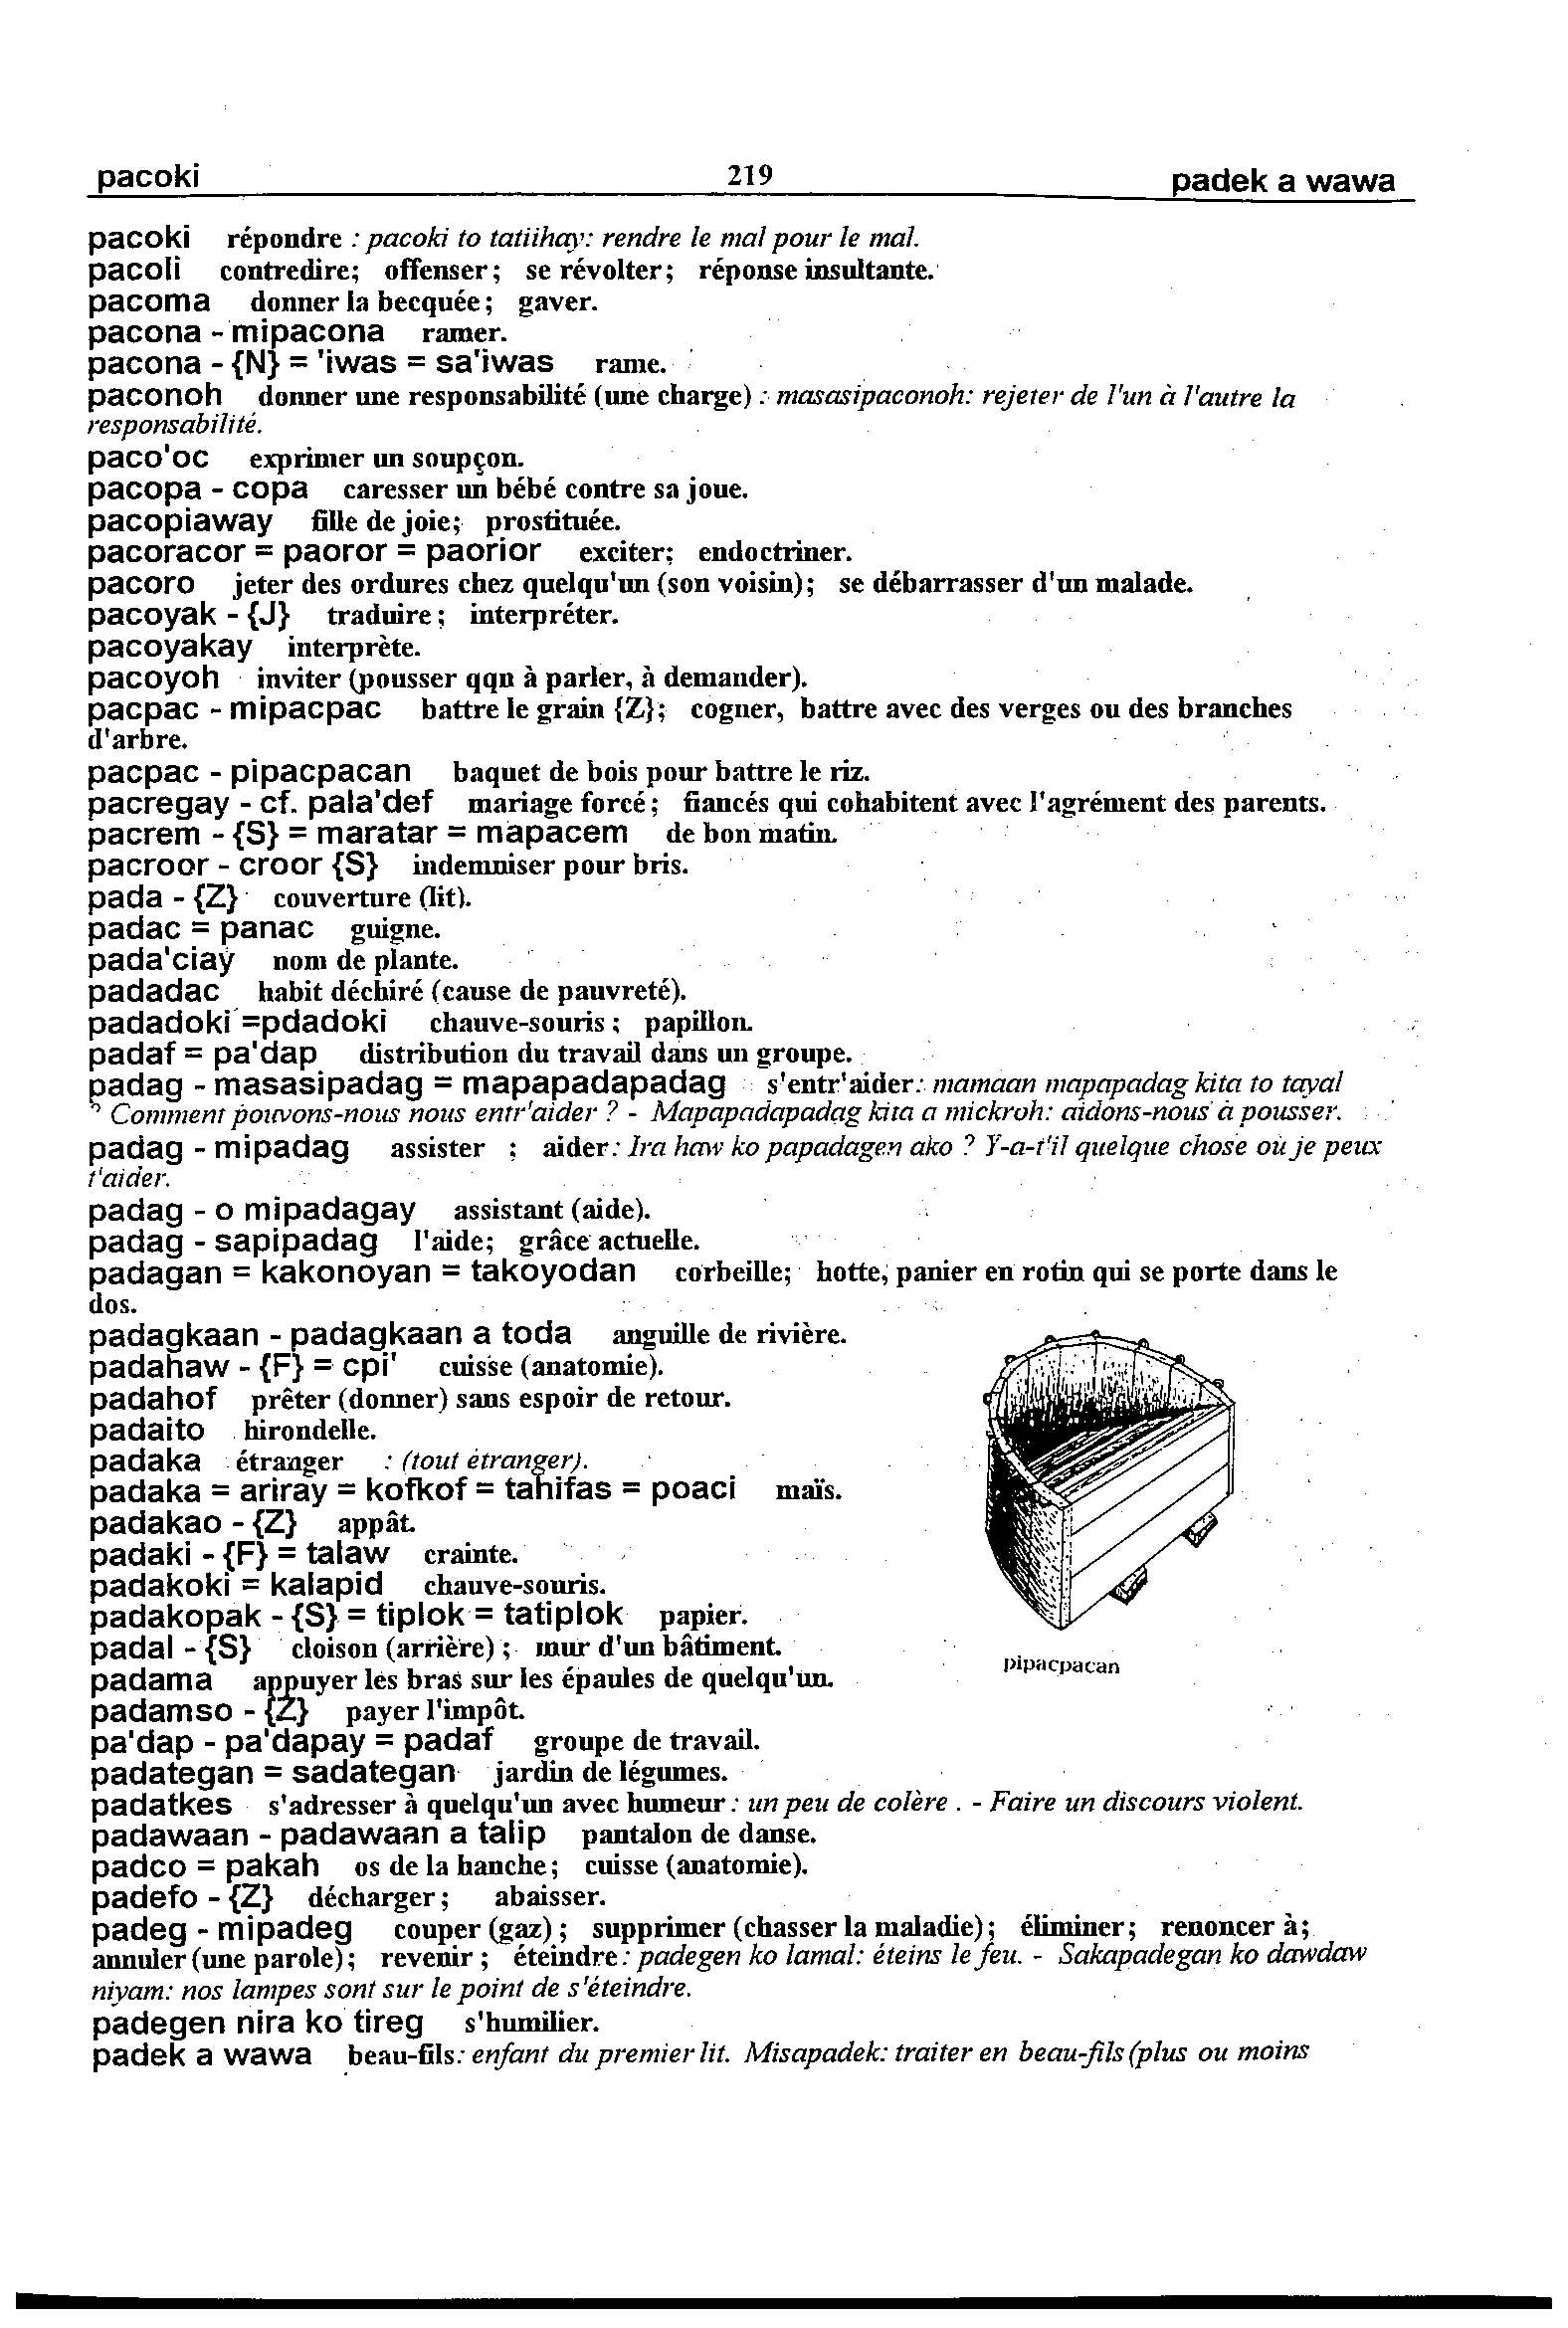 pacoki 219 padek a wawa
pacoki répondre : pacoki to tatiihay: rendre le mal pour le mal.
pacoli contredire; offenser; se révolter; réponse insultante.
pacoma donner la becquée; gaver.
pacona - mipacona ramer.
pacona - {N} = 'iwas = sa'iwas rame.
paconoh donner une responsabilité (une charge) : masasipaconoh: rejeter de l'un à l'autre la
responsabilité.
paco'oc exprimer un soupçon.
pacopa - copa caresser un bébé contre sa joue.
pacopiaway fille de joie; prostituée.
pacoracor = paoror = paorior exciter; endoctriner.
pacoro jeter des ordures chez quelqu'un (son voisin); se débarrasser d'un malade.
pacoyak - {J} traduire; interpréter.
pacoyakay interprète.
pacoyoh inviter (pousser qqn à parler, à demander).
pacpac - mipacpac battre le grain {Z}; cogner, battre avec des verges ou des branches
d'arbre.
pacpac - pipacpacan baquet de bois pour battre le riz.
pacregay - cf. pala'def mariage forcé; fiancés qui cohabitent avec l'agrément des parents.
pacrem - {S} = maratar = mapacem de bon matin.
pacroor - croor {S} indemniser pour bris.
pada - {Z} couverture (lit).
padac = panac guigne.
pada'ciay nom de plante.
padadac habit déchiré (cause de pauvreté).
padadoki =pdadoki chauve-souris; papillon.
padaf = pa'dap distribution du travail dans un groupe.
padag - masasipadag = mapapadapadag s'entr'aider: mamaan mapapadag kita to tayal
? Comment pouvons-nous nous entr'aider ? - Mapapadapadag kita a mickroh: aidons-nous à pousser.
padag - mipadag assister ; aider: Ira haw ko papadagen ako ? Y-a-t'il quelque chose où je peux
t'aider.
padag - o mipadagay assistant (aide).
padag - sapipadag l'aide; grâce actuelle.
padagan = kakonoyan = takoyodan corbeille; hotte, panier en rotin qui se porte dans le
dos.
padagkaan - padagkaan a toda anguille de rivière.
padahaw - {F} = cpi' cuisse (anatomie).
padahof prêter (donner) sans espoir de retour.
padaito hirondelle.
padaka étranger : (tout étranger).
padaka = ariray = kofkof = tahifas = poaci maïs.
padakao - {Z} appât.
padaki - {F} = talaw crainte.
padakoki = kalapid chauve-souris.
padakopak - {S} = tiplok = tatiplok papier.
padal - {S} cloison (arrière); mur d'un bâtiment.
pipacpacan
padama appuyer les bras sur les épaules de quelqu'un.
padamso - {Z} payer l'impôt.
pa'dap - pa'dapay = padaf groupe de travail.
padategan = sadategan jardin de légumes.
padatkes s'adresser à quelqu'un avec humeur: un peu de colère . - Faire un discours violent.
padawaan - padawaan a talip pantalon de danse.
padco = pakah os de la hanche; cuisse (anatomie).
padefo - {Z} décharger; abaisser.
padeg - mipadeg couper (gaz); supprimer (chasser la maladie); éliminer; renoncer à;
annuler (une parole); revenir; éteindre: padegen ko lamal: éteins le feu. - Sakapadegan ko dawdaw
niyam: nos lampes sont sur le point de s'éteindre.
padegen nira ko tireg s'humilier.
padek a wawa beau-fils: enfant du premier lit. Misapadek: traiter en beau-fils (plus ou moins